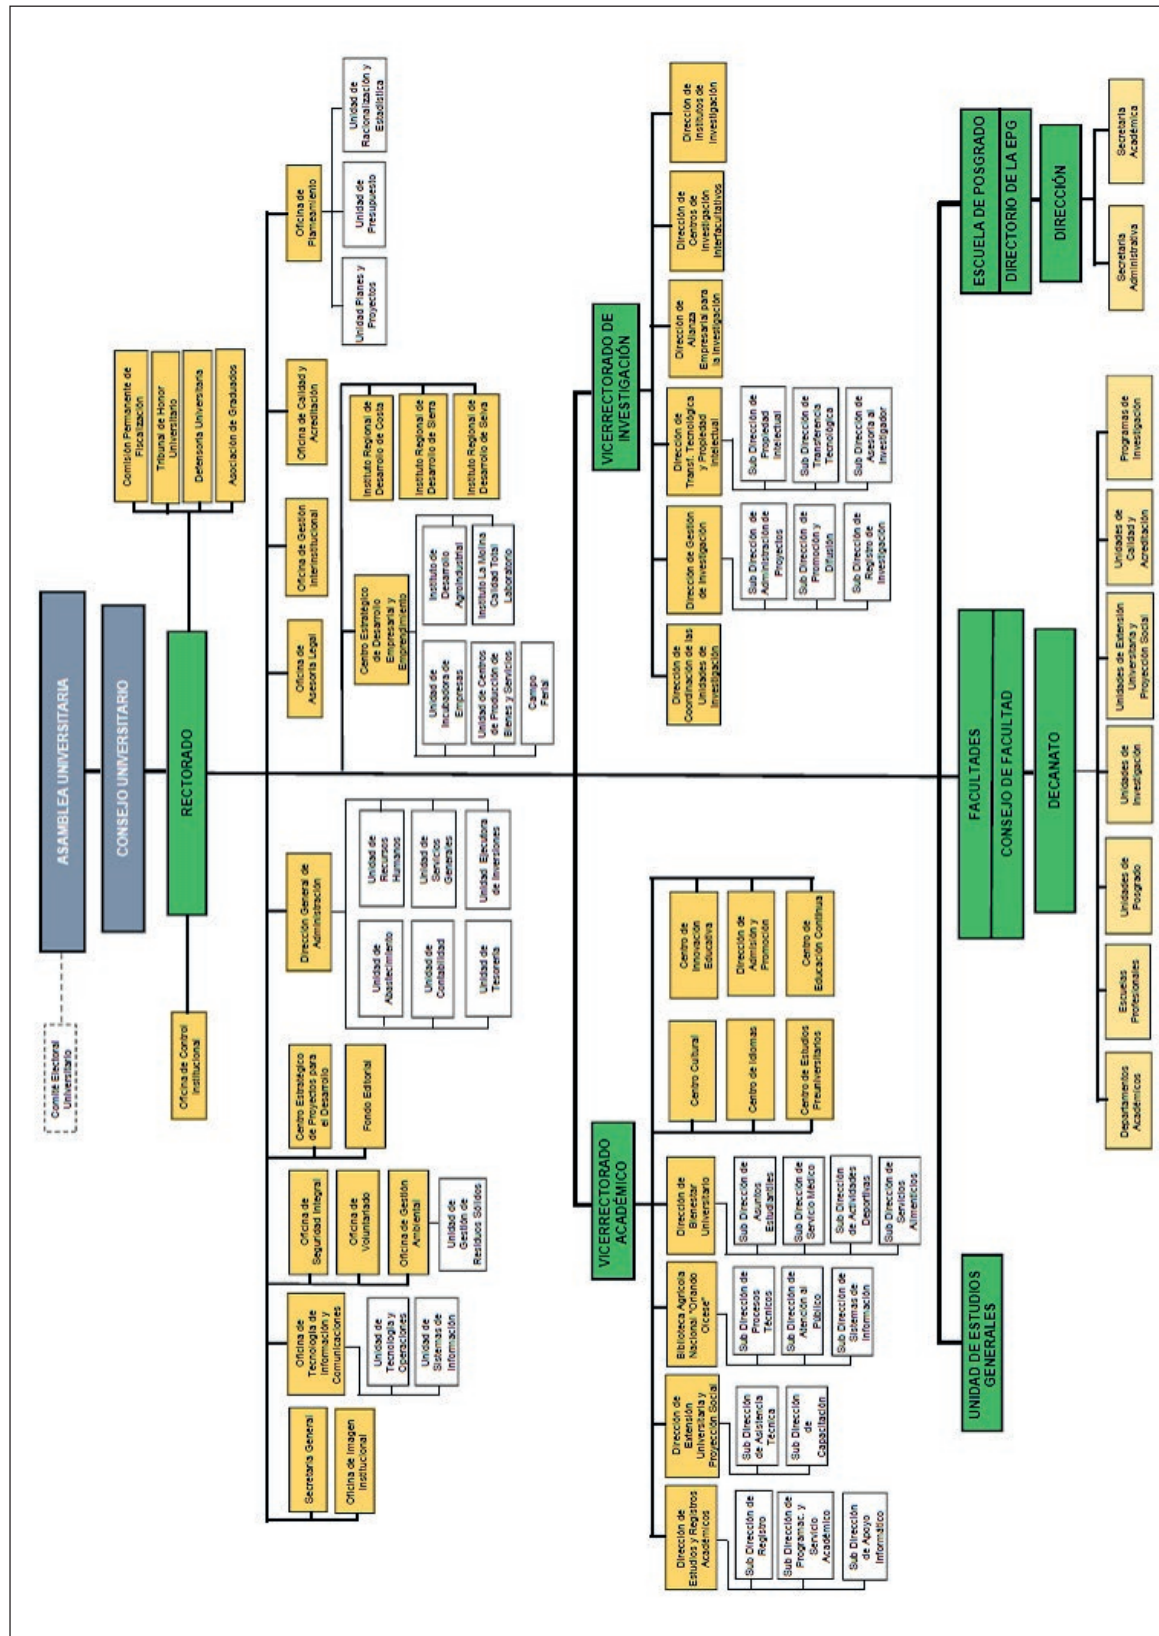 ASAMBLEA UNIVERSITARIA
Comité Electoral
Universitario
CONSEJO UNIVERSITARIO
RECTORADO
Oficina de Control
Institucional
Comisión Permanente de
Fiscalización
Tribunal de Honor
Universitario
Defensoría Universitaria
Asociación de Graduados
Secretaria General
Oficina de Imagen
Institucional
Oficina de
Tecnología de
Información y
Comunicaciones
Unidad de
Tecnología y
Operaciones
Unidad de
Sistemas de
Información
Oficina de
Seguridad Integral
Oficina de
Voluntariado
Oficina de Gestión
Ambiental
Unidad de
Gestión de
Residuos Sólidos
Centro Estratégico
de Proyectos para
el Desarrollo
Fondo Editorial
Dirección General de
Administración
Unidad de
Abastecimiento
Unidad de
Contabilidad
Unidad de
Tesorería
Unidad de
Recursos
Humanos
Unidad de
Servicios
Generales
Unidad Ejecutora
de Inversiones
Oficina de
Asesoría Legal
Oficina de Gestión
Interinstitucional
Oficina de Calidad y
Acreditación
Oficina de
Planeamiento
Unidad Planes y
Proyectos
Unidad de
Presupuesto
Unidad de
Racionalización y
Estadística
Centro Estratégico
de Desarrollo
Empresarial y
Emprendimiento
Unidad de
Incubadora de
Empresas
Unidad de Centros
de Producción de
Bienes y Servicios
Campo
Ferial
Instituto de
Desarrollo
Agroindustrial
Instituto La Molina
Calidad Total
Laboratorio
Instituto Regional de
Desarrollo de Costa
Instituto Regional de
Desarrollo de Sierra
Instituto Regional de
Desarrollo de Selva
VICERRECTORADO
ACADÉMICO
Dirección de
Estudios y Registros
Académicos
Sub Dirección de
Registro
Sub Dirección de
Programac. y
Servicio
Académico
Sub Dirección
de Apoyo
Informático
Dirección de
Extensión
Universitaria y
Proyección Social
Sub Dirección
de Asistencia
Técnica
Sub Dirección
de
Capacitación
Biblioteca Agrícola
Nacional "Orlando
Olcese"
Sub Dirección de
Procesos
Técnicos
Sub Dirección de
Atención al
Público
Sub Dirección de
Sistemas de
Información
Dirección de
Bienestar
Universitario
Sub Dirección de
Asuntos
Estudiantiles
Sub Dirección de
Servicio Médico
Sub Dirección
de Actividades
Deportivas
Sub Dirección de
Servicios
Alimenticios
Centro Cultural
Centro de Idiomas
Centro de Estudios
Preuniversitarios
Centro de
Innovación
Educativa
Dirección de
Admisión y
Promoción
Centro de
Educación Continua
VICERRECTORADO DE
INVESTIGACIÓN
Dirección de
Coordinación de las
Unidades de
Investigación
Dirección de Gestión
de Investigación
Sub Dirección de
Administración de
Proyectos
Sub Dirección de
Promoción y
Difusión
Sub Dirección de
Registro de
Investigación
Dirección de
Transf. Tecnológica
y Propiedad
Intelectual
Sub Dirección de
Propiedad
Intelectual
Sub Dirección de
Transferencia
Tecnológica
Sub Dirección de
Asesoría al
Investigador
Dirección de
Alianza
Empresarial para
la Investigación
Dirección de
Centros de
Investigación
Interfacultativos
Dirección de
Institutos de
Investigación
UNIDAD DE ESTUDIOS
GENERALES
FACULTADES
CONSEJO DE FACULTAD
DECANATO
Departamentos
Académicos
Escuelas
Profesionales
Unidades de
Posgrado
Unidades de
Investigación
Unidades de Extensión
Universitaria y
Proyección Social
Unidades de
Calidad y
Acreditación
Programas de
Investigación
ESCUELA DE POSGRADO
DIRECTORIO DE LA EPG
DIRECCIÓN
Secretaria
Administrativa
Secretaria
Académica